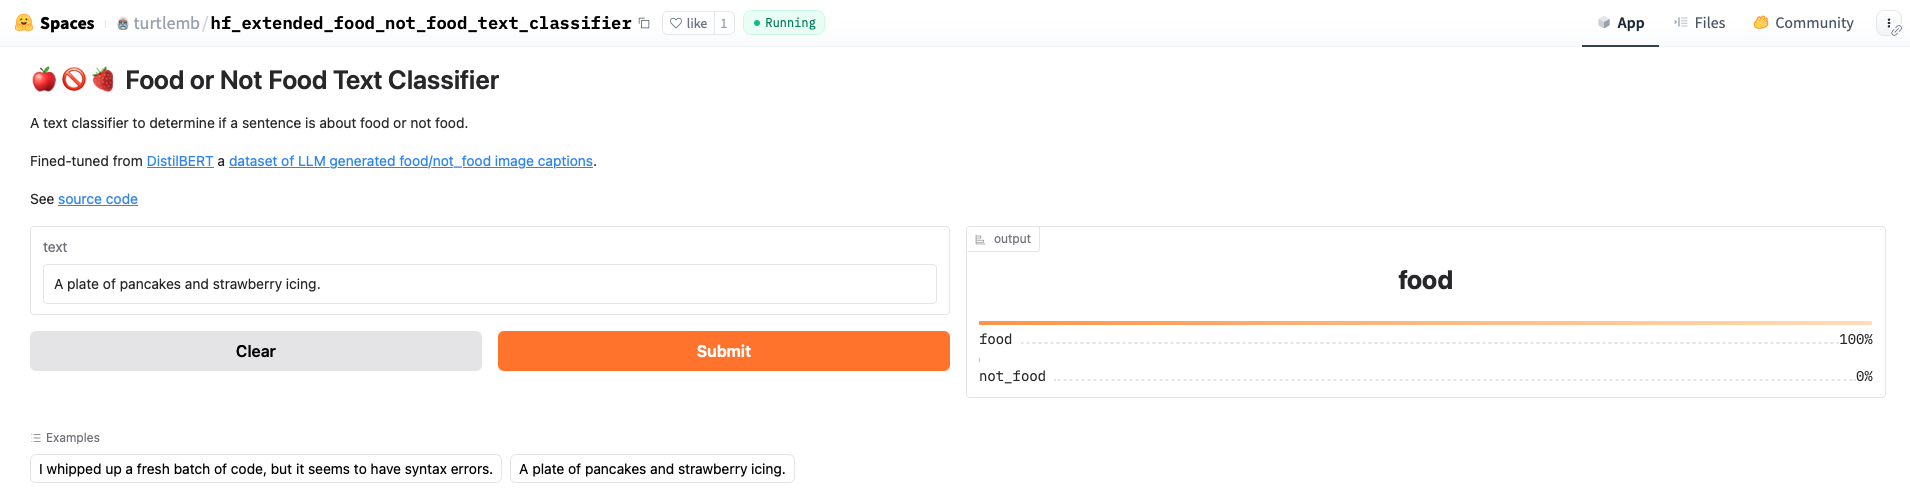 Spaces turtlemb/hf_extended_food_not_food_text_classifier like 1 Running App Files Community
Food or Not Food Text Classifier
A text classifier to determine if a sentence is about food or not food.
Fined-tuned from DistilBERT a dataset of LLM generated food/not_food image captions.
See source code
text
A plate of pancakes and strawberry icing.
Clear Submit
output
food
food 100%
not_food 0%
Examples
I whipped up a fresh batch of code, but it seems to have syntax errors. A plate of pancakes and strawberry icing.